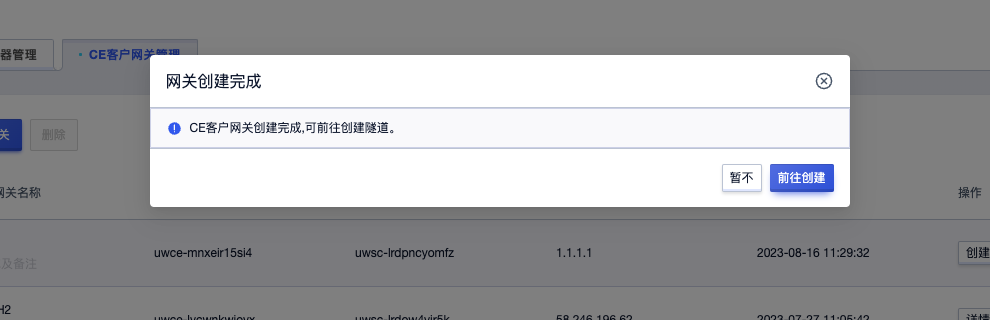 器管理
CE客户网关管理
网关创建完成
CE客户网关创建完成,可前往创建隧道。
暂不
前往创建
关
删除
网关名称
操作
uwce-mnxeir15si4
uwsc-lrdpncyomfz
1.1.1.1
2023-08-16 11:29:32
创建
及备注
H2
58.246.196.62
2023-07-27 11:05:42
详情